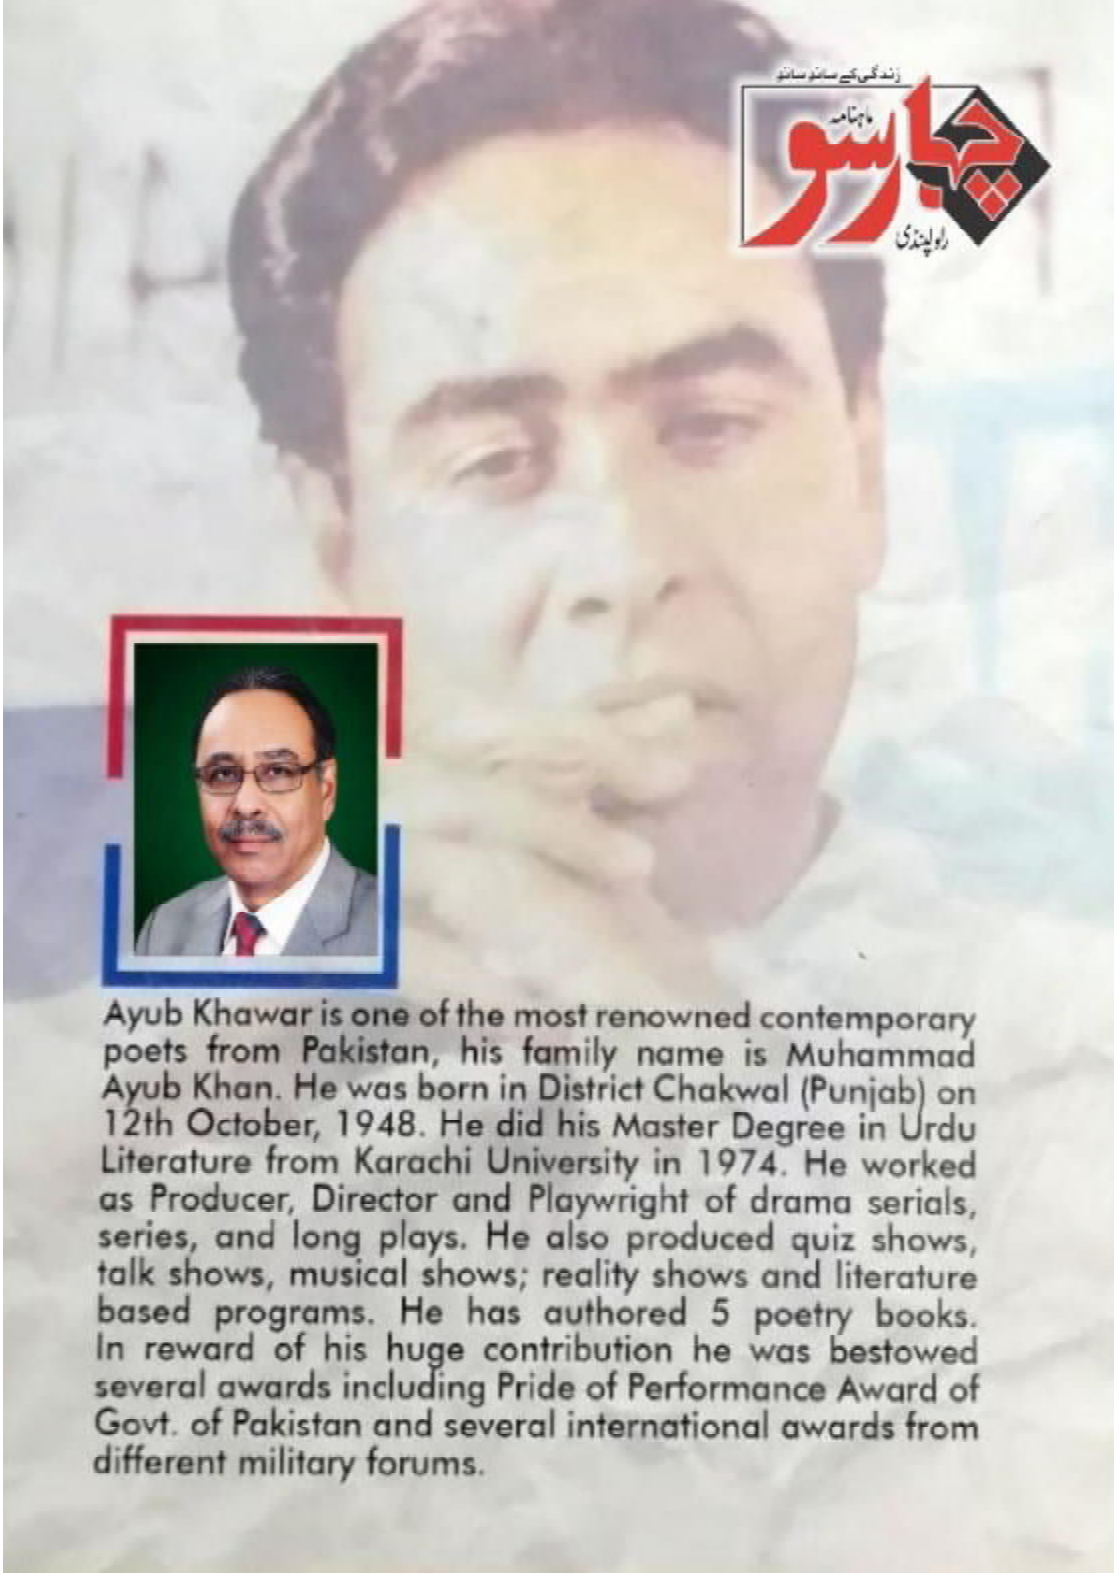 زندگی کے ساتھ ساتھ
ماہنامہ
چہارسو
راولپنڈی
Ayub Khawar is one of the most renowned contemporary
poets from Pakistan, his family name is Muhammad
Ayub Khan. He was born in District Chakwal (Punjab) on
12th October, 1948. He did his Master Degree in Urdu
Literature from Karachi University in 1974. He worked
as Producer, Director and Playwright of drama serials,
series, and long plays. He also produced quiz shows,
talk shows, musical shows; reality shows and literature
based programs. He has authored 5 poetry books.
In reward of his huge contribution he was bestowed
several awards including Pride of Performance Award of
Govt. of Pakistan and several international awards from
different military forums.